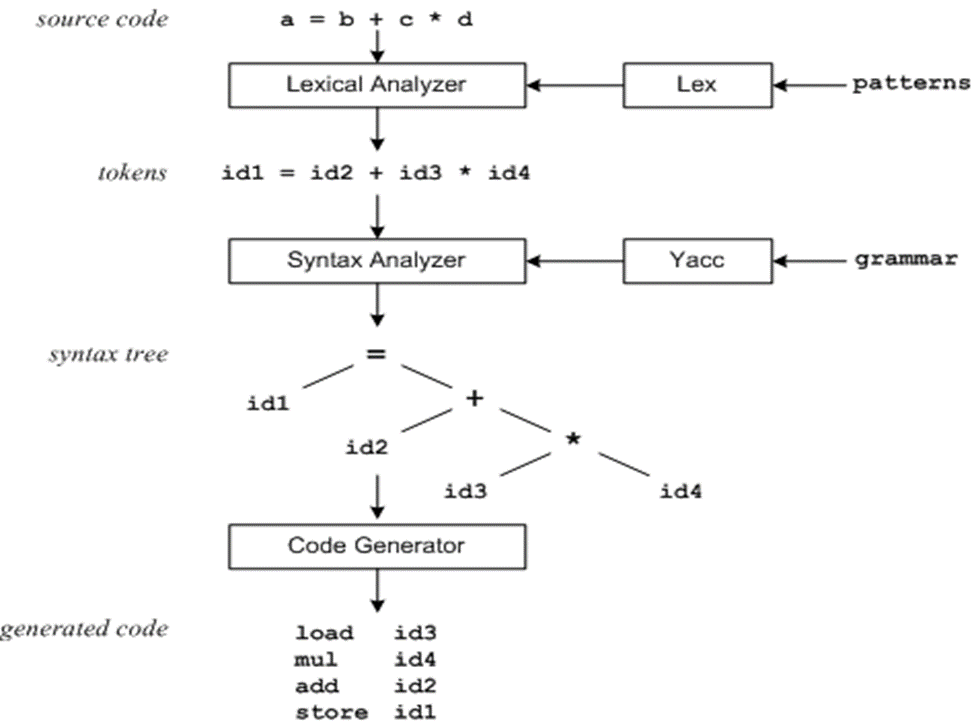 source code a = b + c * d
Lexical Analyzer Lex patterns
tokens id1 = id2 + id3 * id4
Syntax Analyzer Yacc grammar
syntax tree =
id1 +
id2 *
id3 id4
Code Generator
generated code load id3
mul id4
add id2
store id1